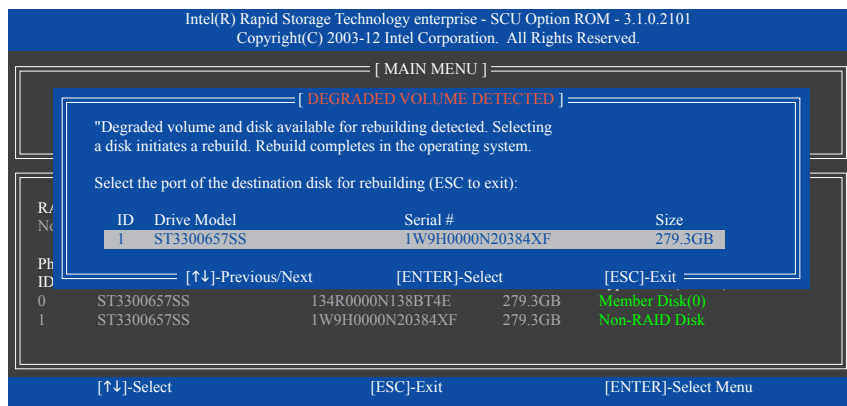 Intel(R) Rapid Storage Technology enterprise - SCU Option ROM - 3.1.0.2101
Copyright(C) 2003-12 Intel Corporation. All Rights Reserved.
[ MAIN MENU ]
[ DEGRADED VOLUME DETECTED ]
"Degraded volume and disk available for rebuilding detected. Selecting
a disk initiates a rebuild. Rebuild completes in the operating system.
Select the port of the destination disk for rebuilding (ESC to exit):
ID Drive Model Serial # Size
1 ST3300657SS 1W9H0000N20384XF 279.3GB
[↑↓]-Previous/Next [ENTER]-Select [ESC]-Exit
ID
0 ST3300657SS 134R0000N138BT4E 279.3GB Member Disk(0)
1 ST3300657SS 1W9H0000N20384XF 279.3GB Non-RAID Disk
[↑↓]-Select [ESC]-Exit [ENTER]-Select Menu